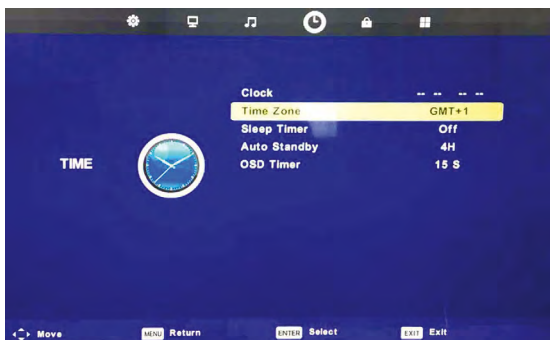 Clock -- -- -- --
Time Zone GMT+1
Sleep Timer Off
Auto Standby 4H
TIME
OSD Timer 15 S
Move MENU Return ENTER Select EXIT Exit